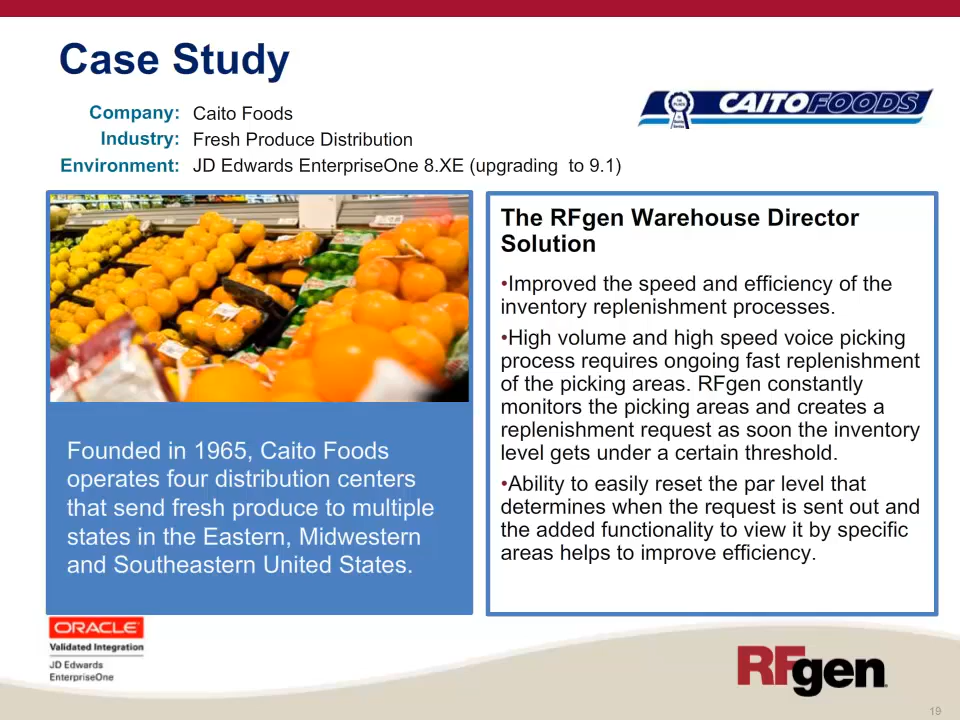 Case Study
CAITO FOODS
Company: Caito Foods
Industry: Fresh Produce Distribution
Environment: JD Edwards EnterpriseOne 8.XE (upgrading to 9.1)
Founded in 1965, Caito Foods
operates four distribution centers
that send fresh produce to multiple
states in the Eastern, Midwestern
and Southeastern United States.
The RFgen Warehouse Director
Solution
•Improved the speed and efficiency of the
inventory replenishment processes.
•High volume and high speed voice picking
process requires ongoing fast replenishment
of the picking areas. RFgen constantly
monitors the picking areas and creates a
replenishment request as soon the inventory
level gets under a certain threshold.
•Ability to easily reset the par level that
determines when the request is sent out and
the added functionality to view it by specific
areas helps to improve efficiency.
ORACLE
Validated Integration
JD Edwards
EnterpriseOne
RFgen
19